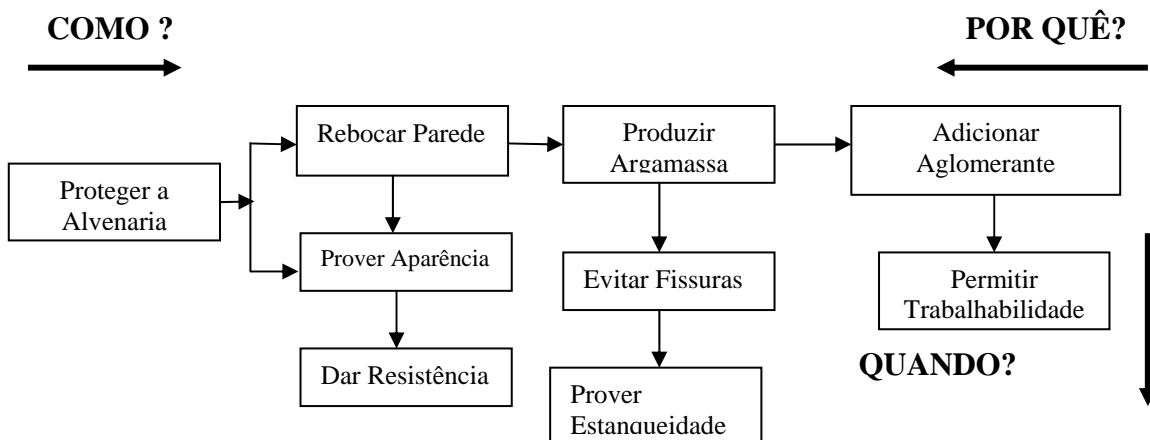 COMO ?
POR QUÊ?
Rebocar Parede
Produzir
Argamassa
Adicionar
Aglomerante
Proteger a
Alvenaria
Prover Aparência
Evitar Fissuras
Permitir
Trabalhabilidade
Dar Resistência
QUANDO?
Prover
Estanqueidade